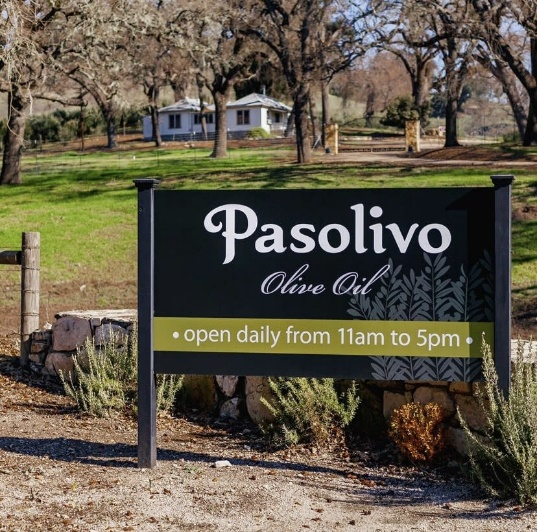 Pasolivo
Olive Oil
• open daily from 11am to 5pm •